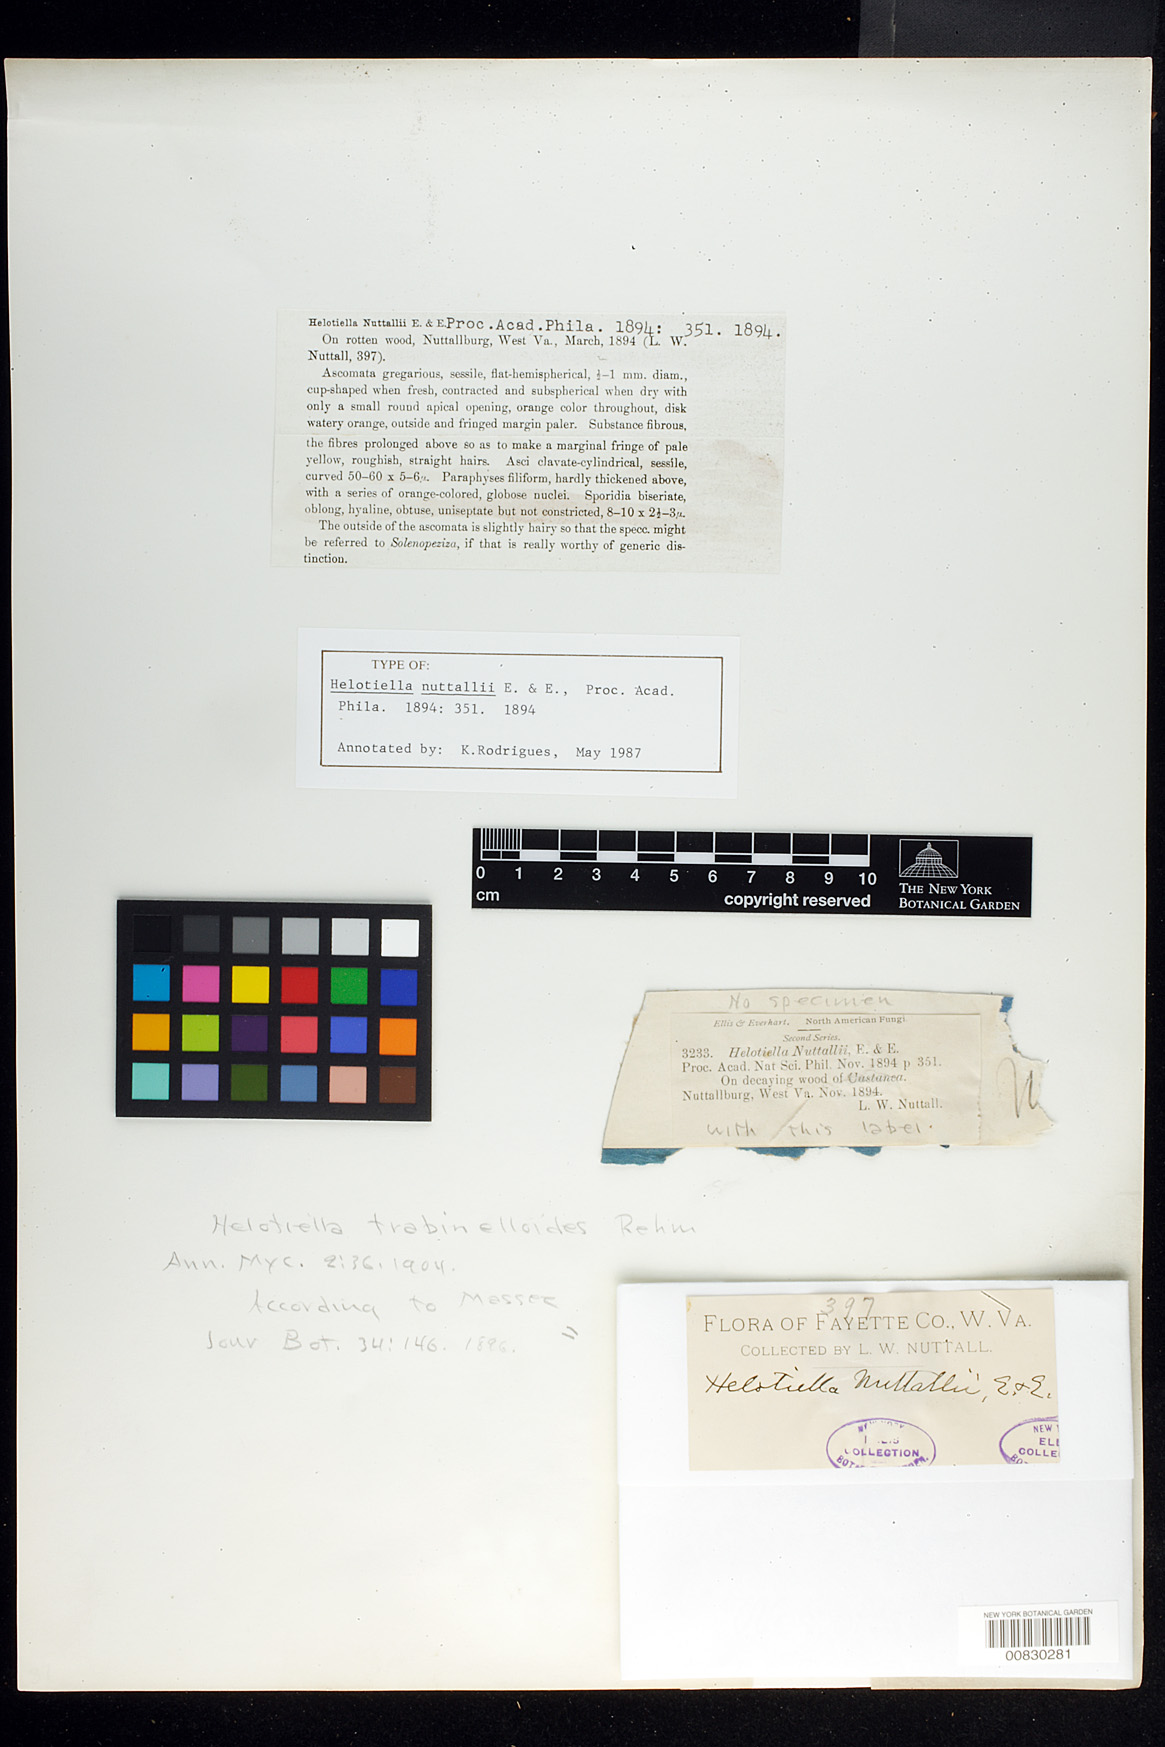 Helotiella Nuttallii E. & E. Proc.Acad.Phila. 1894: 351. 1894.
On rotten wood, Nuttallburg, West Va., March, 1894 (L. W.
Nuttall, 397).
Ascomata gregarious, sessile, flat-hemispherical, ½–1 mm. diam.,
cup-shaped when fresh, contracted and subspherical when dry with
only a small round apical opening, orange color throughout, disk
watery orange, outside and fringed margin paler. Substance fibrous,
the fibres prolonged above so as to make a marginal fringe of pale
yellow, roughish, straight hairs. Asci clavate-cylindrical, sessile,
curved 50–60 x 5–6µ. Paraphyses filiform, hardly thickened above,
with a series of orange-colored, globose nuclei. Sporidia biseriate,
oblong, hyaline, obtuse, uniseptate but not constricted, 8–10 x 2½–3µ.
The outside of the ascomata is slightly hairy so that the specc. might
be referred to Solenopeziza, if that is really worthy of generic dis-
tinction.
TYPE OF:
Helotiella nuttallii E. & E., Proc. Acad.
Phila. 1894: 351. 1894
Annotated by: K.Rodrigues, May 1987
0 1 2 3 4 5 6 7 8 9 10
cm
copyright reserved
THE NEW YORK
BOTANICAL GARDEN
No specimen
Ellis & Everhart. North American Fungi
Second Series.
3233. Helotiella Nuttallii, E. & E.
Proc. Acad. Nat Sci. Phil. Nov. 1894 p 351.
On decaying wood of Castanea.
Nuttallburg, West Va. Nov. 1894.
L. W. Nuttall.
with this label.
Helotiella trabinelloides Rehm
Ann. Myc. 2:36. 1904.
According to Massee
Jour Bot. 34: 146. 1896.
397
FLORA OF FAYETTE CO., W. VA.
COLLECTED BY L. W. NUTTALL.
Helotiella Nuttallii, E. & E.
COLLECTION
NEW
COLLE
NEW YORK BOTANICAL GARDEN
00830281